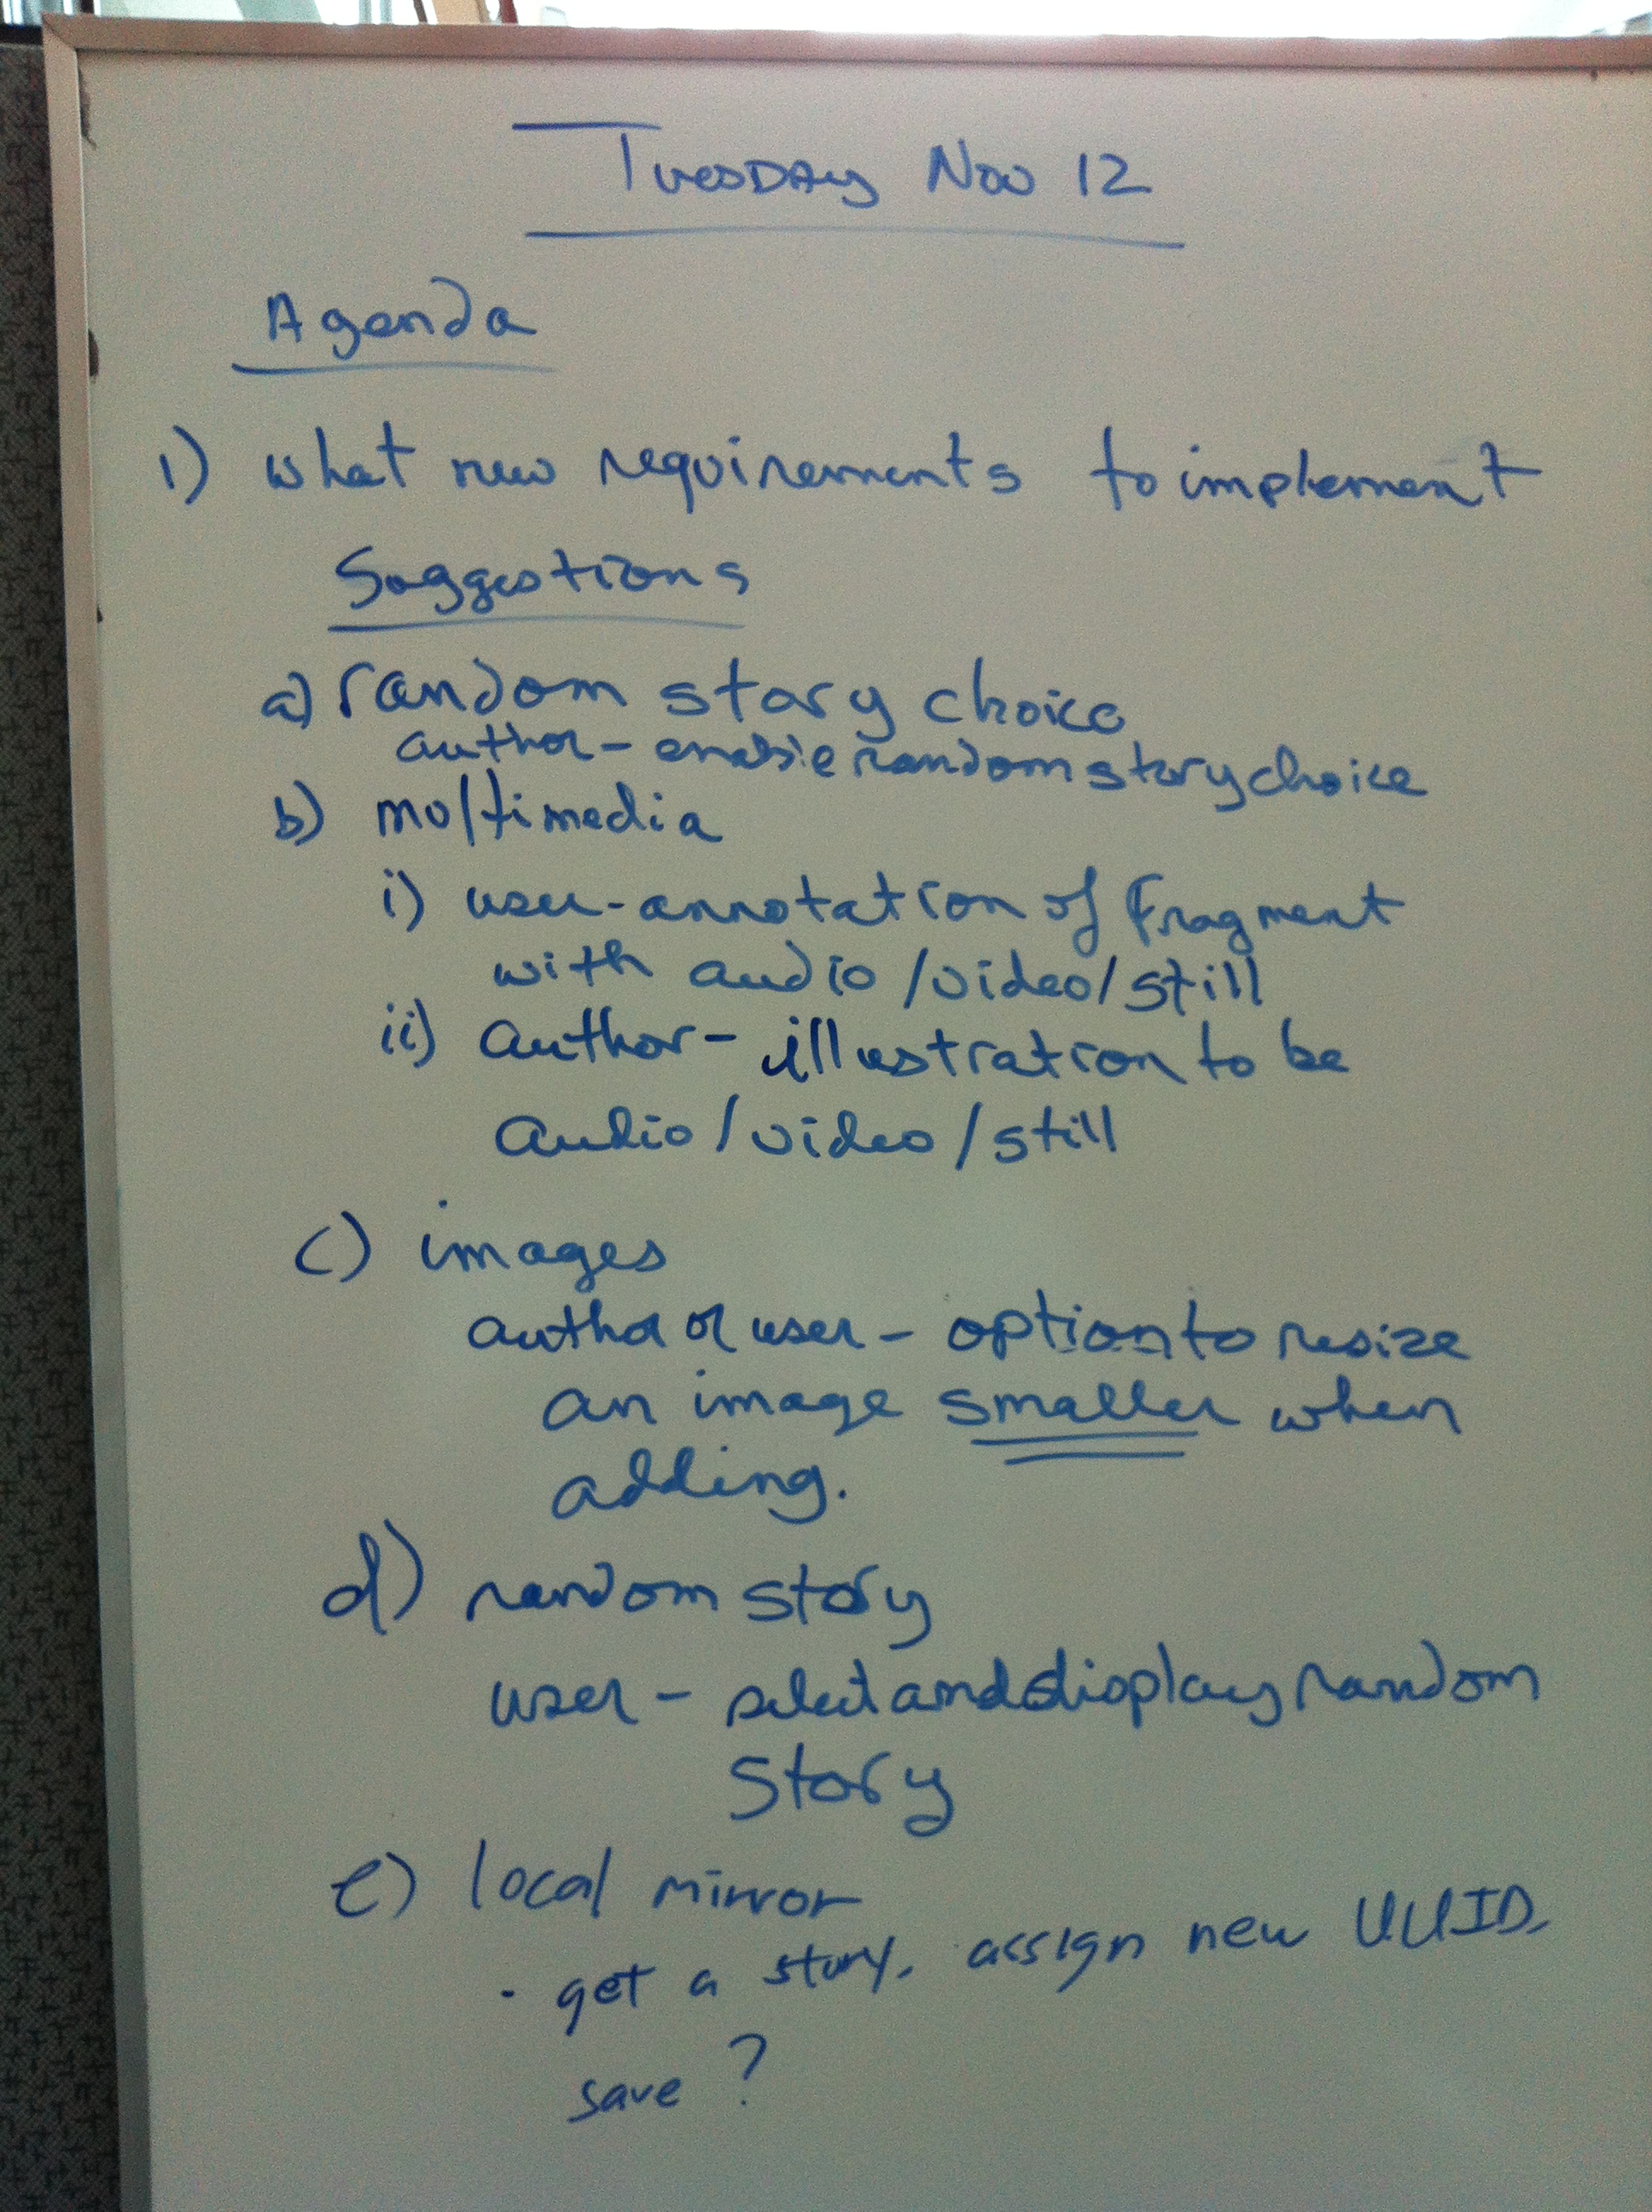 Tuesday Nov 12
Agenda
1) what new requirements to implement
Suggestions
a) random story choice
author - enable random story choice
b) multimedia
i) user - annotation of fragment
with audio / video / still
ii) author - illustration to be
audio / video / still
c) images
author or user - option to resize
an image smaller when
adding.
d) random story
user - select and display random
story
e) local mirror
· get a story, assign new UUID,
save ?